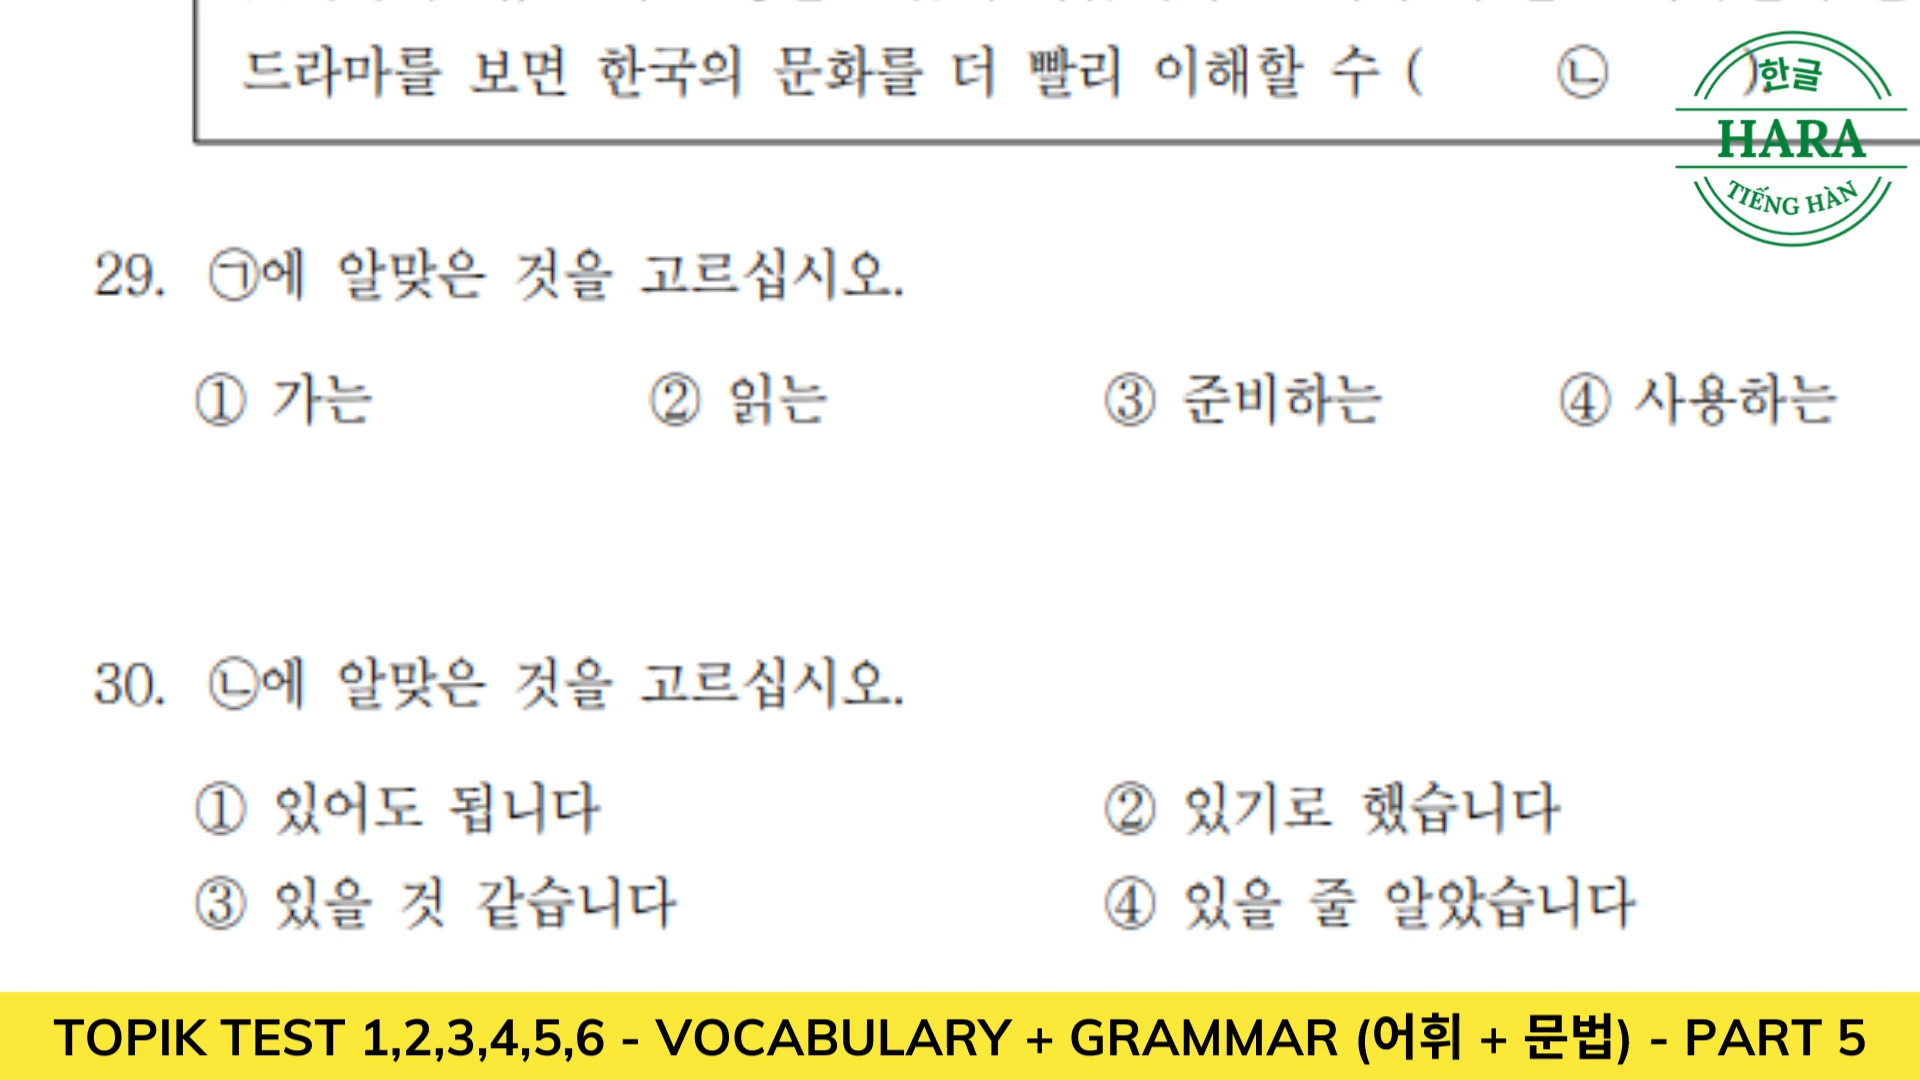 드라마를 보면 한국의 문화를 더 빨리 이해할 수 ( ㉡ ).
한글
HARA
TIẾNG HÀN
29. ㉠에 알맞은 것을 고르십시오.
① 가는 ② 읽는 ③ 준비하는 ④ 사용하는
30. ㉡에 알맞은 것을 고르십시오.
① 있어도 됩니다 ② 있기로 했습니다
③ 있을 것 같습니다 ④ 있을 줄 알았습니다
TOPIK TEST 1,2,3,4,5,6 - VOCABULARY + GRAMMAR (어휘 + 문법) - PART 5